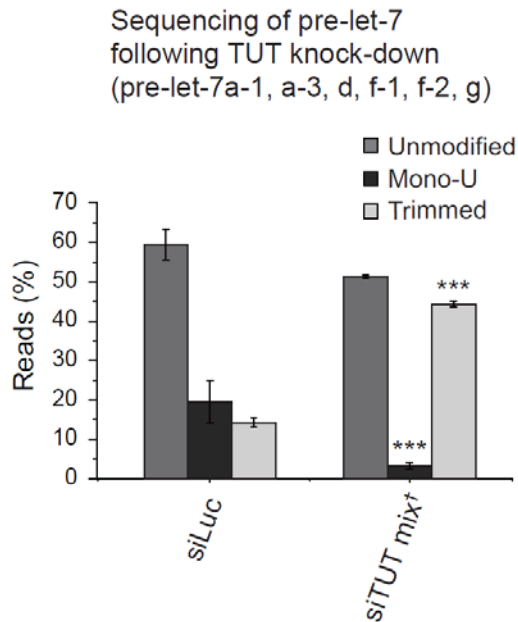 Sequencing of pre-let-7
following TUT knock-down
(pre-let-7a-1, a-3, d, f-1, f-2, g)
Unmodified
Mono-U
Trimmed
70
60
50
40
30
20
10
0
Reads (%)
***
***
siLuc
siTUT mix†